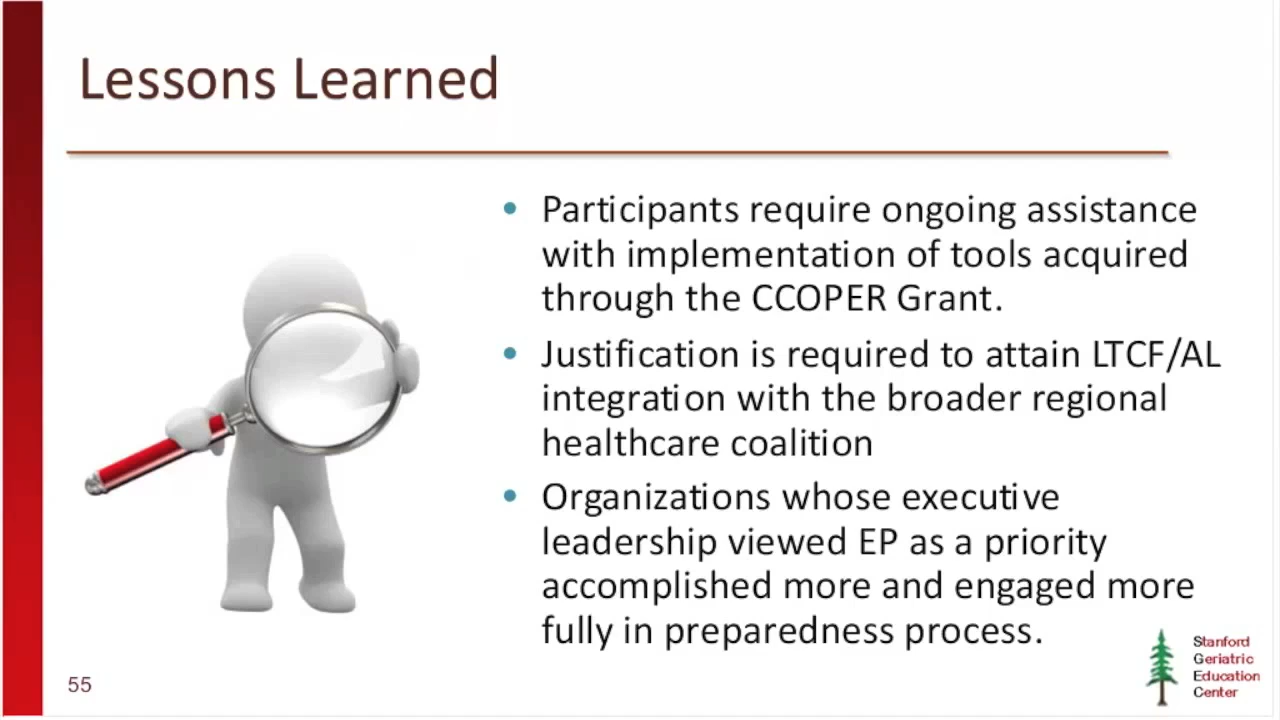 Lessons Learned
• Participants require ongoing assistance
with implementation of tools acquired
through the CCOPER Grant.
• Justification is required to attain LTCF/AL
integration with the broader regional
healthcare coalition
• Organizations whose executive
leadership viewed EP as a priority
accomplished more and engaged more
fully in preparedness process.
55
Stanford
Geriatric
Education
Center